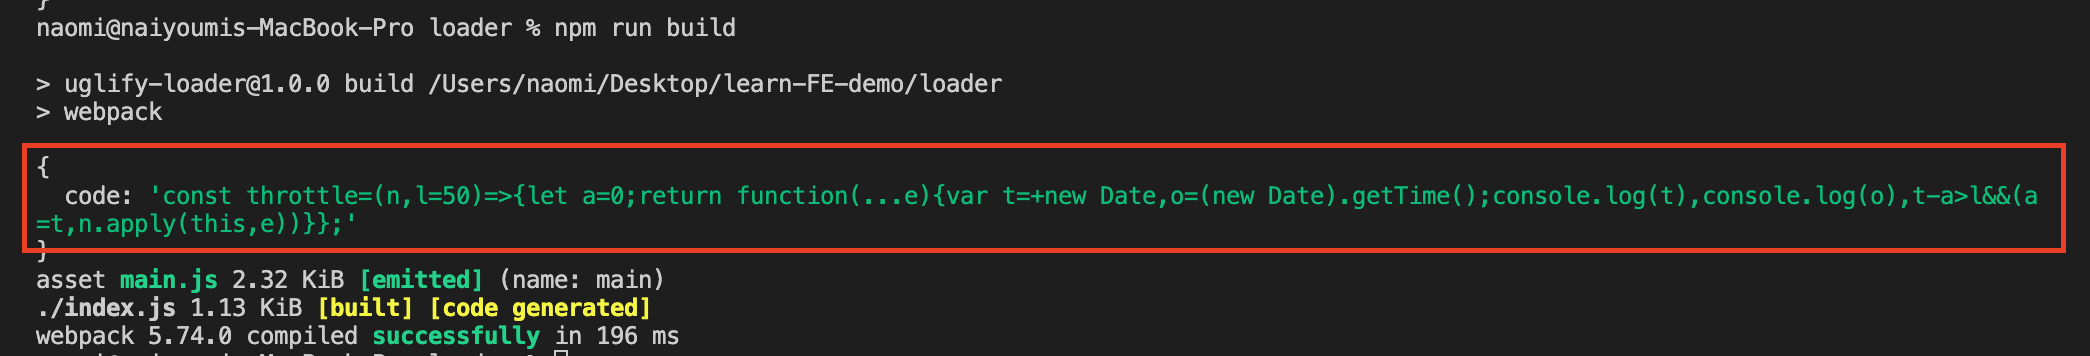 }
naomi@naiyoumis-MacBook-Pro loader % npm run build
> uglify-loader@1.0.0 build /Users/naomi/Desktop/learn-FE-demo/loader
> webpack
{
code: 'const throttle=(n,l=50)=>{let a=0;return function(...e){var t=+new Date,o=(new Date).getTime();console.log(t),console.log(o),t-a>l&&(a
=t,n.apply(this,e))}};'
}
asset main.js 2.32 KiB [emitted] (name: main)
./index.js 1.13 KiB [built] [code generated]
webpack 5.74.0 compiled successfully in 196 ms